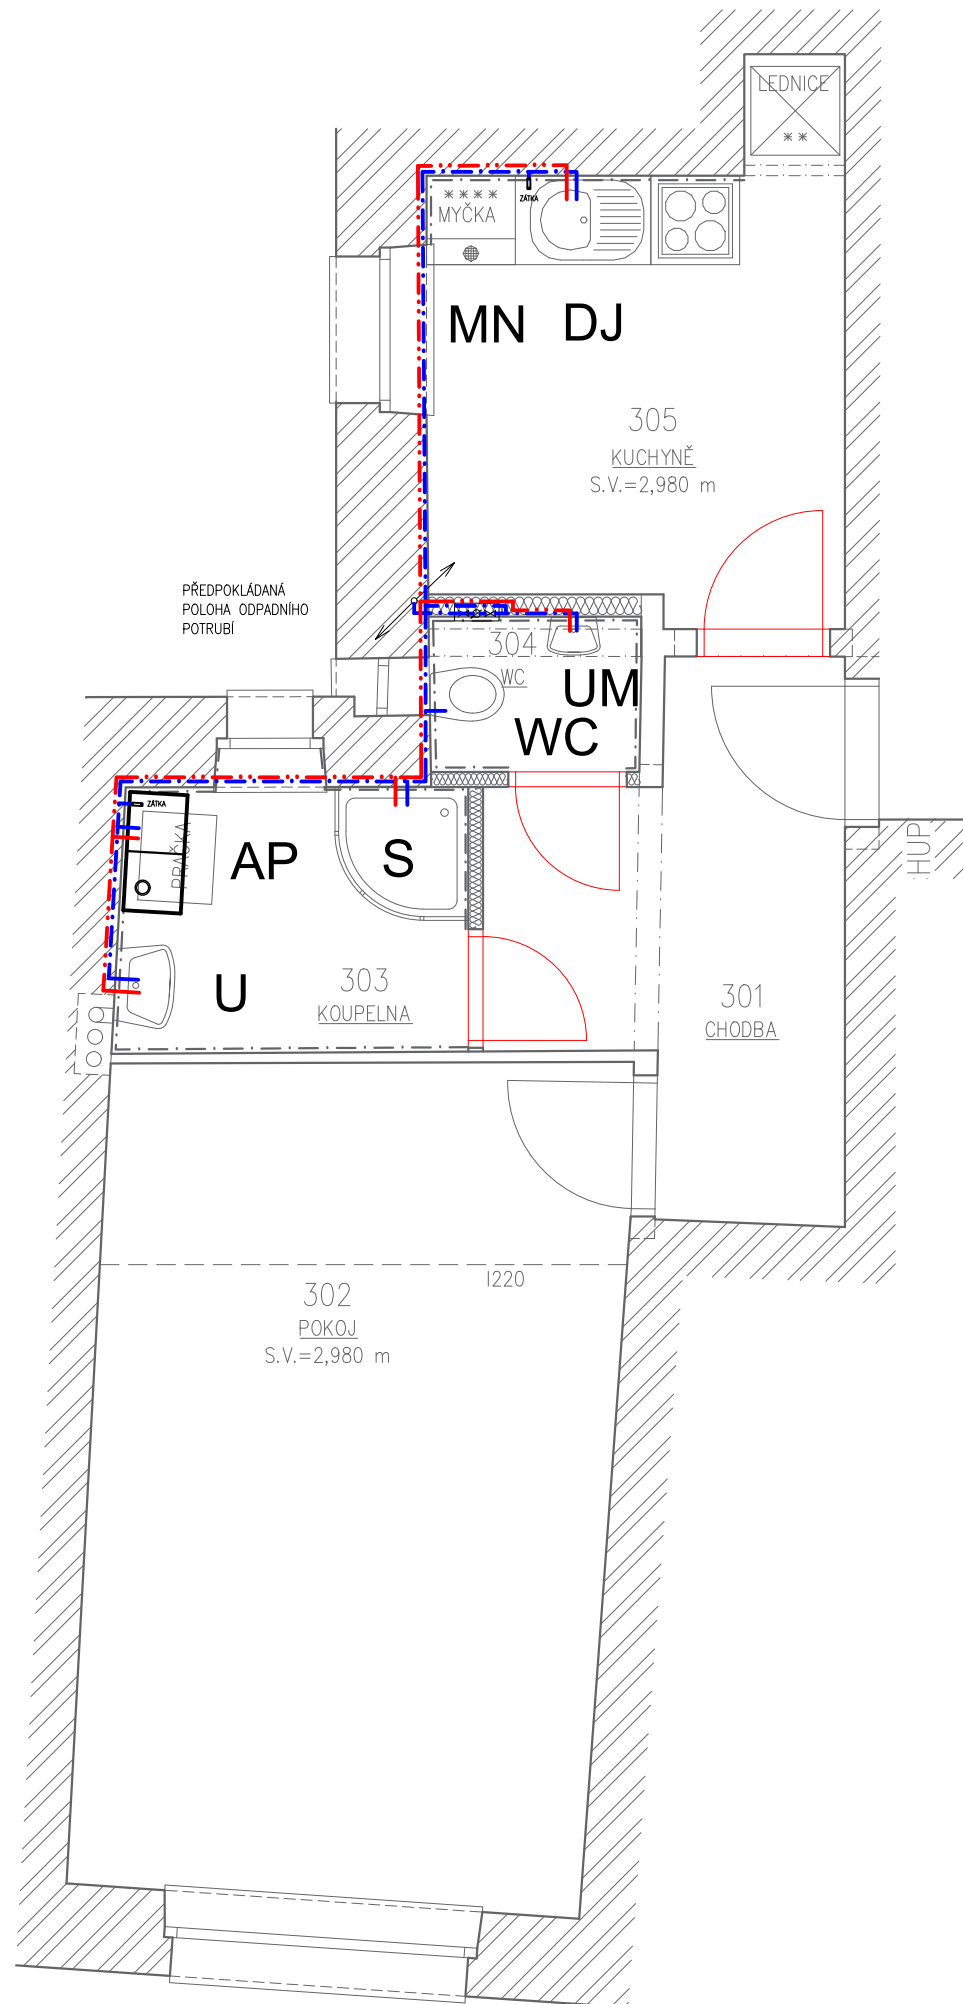 LEDNICE
MYČKA
ZÁTKA
MN DJ
305
KUCHYNĚ
S.V.=2,980 m
PŘEDPOKLÁDANÁ
POLOHA ODPADNÍHO
POTRUBÍ
304
WC
UM
WC
ZÁTKA
PRAČKA
AP
S
HUP
U
303
KOUPELNA
301
CHODBA
I220
302
POKOJ
S.V.=2,980 m